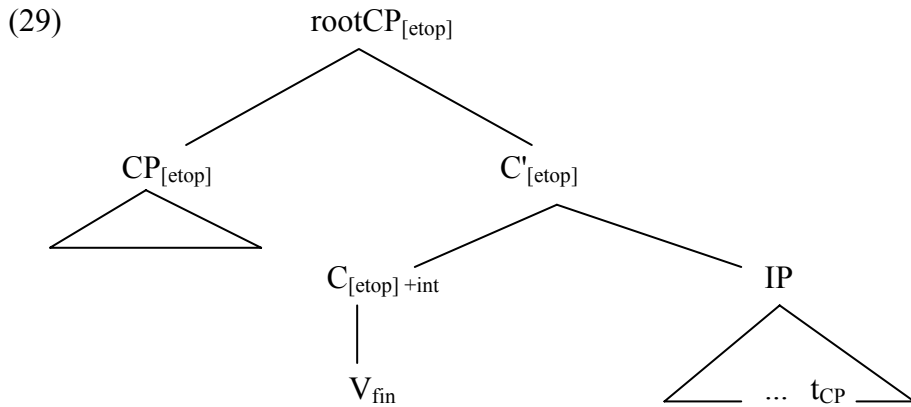 (29) rootCP[etop]
CP[etop] C'[etop]
C[etop] +int IP
Vfin ... tCP